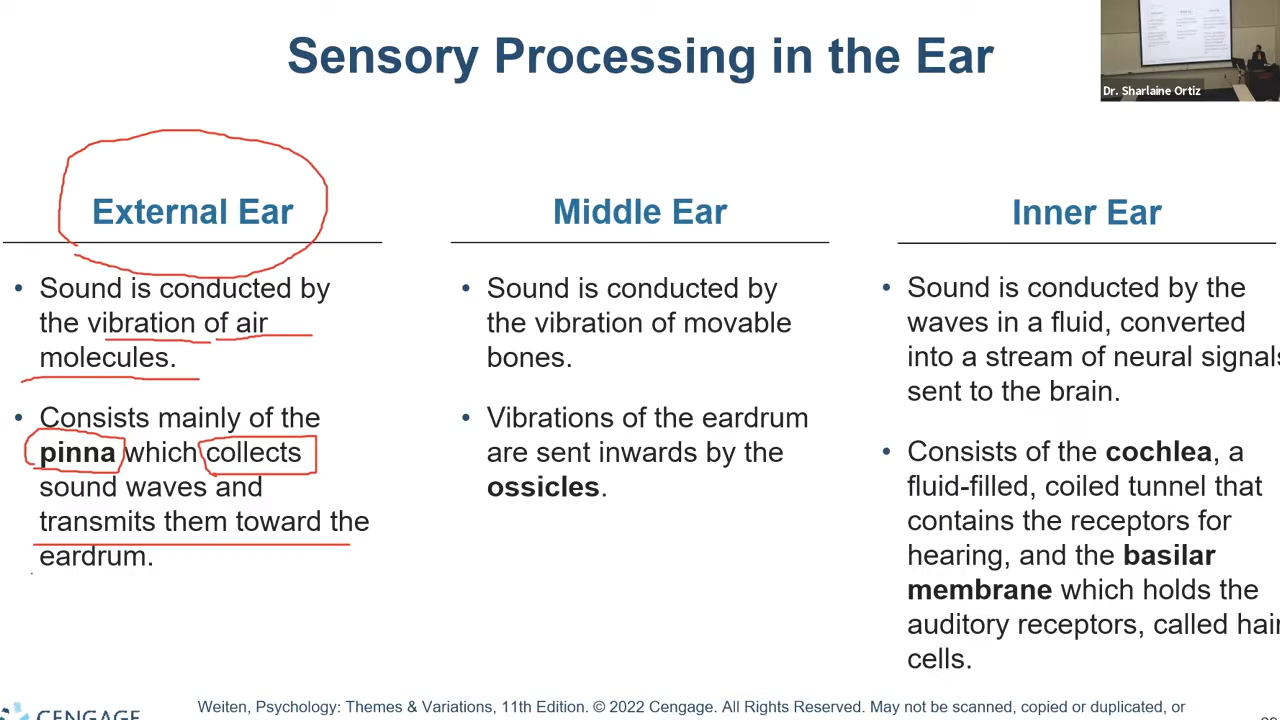 Sensory Processing in the Ear
Dr. Sharlaine Ortiz
External Ear
• Sound is conducted by
the vibration of air
molecules.
• Consists mainly of the
pinna which collects
sound waves and
transmits them toward the
eardrum.
Middle Ear
• Sound is conducted by
the vibration of movable
bones.
• Vibrations of the eardrum
are sent inwards by the
ossicles.
Inner Ear
• Sound is conducted by the
waves in a fluid, converted
into a stream of neural signals
sent to the brain.
• Consists of the cochlea, a
fluid-filled, coiled tunnel that
contains the receptors for
hearing, and the basilar
membrane which holds the
auditory receptors, called hair
cells.
CENGAGE
Weiten, Psychology: Themes & Variations, 11th Edition. © 2022 Cengage. All Rights Reserved. May not be scanned, copied or duplicated, or